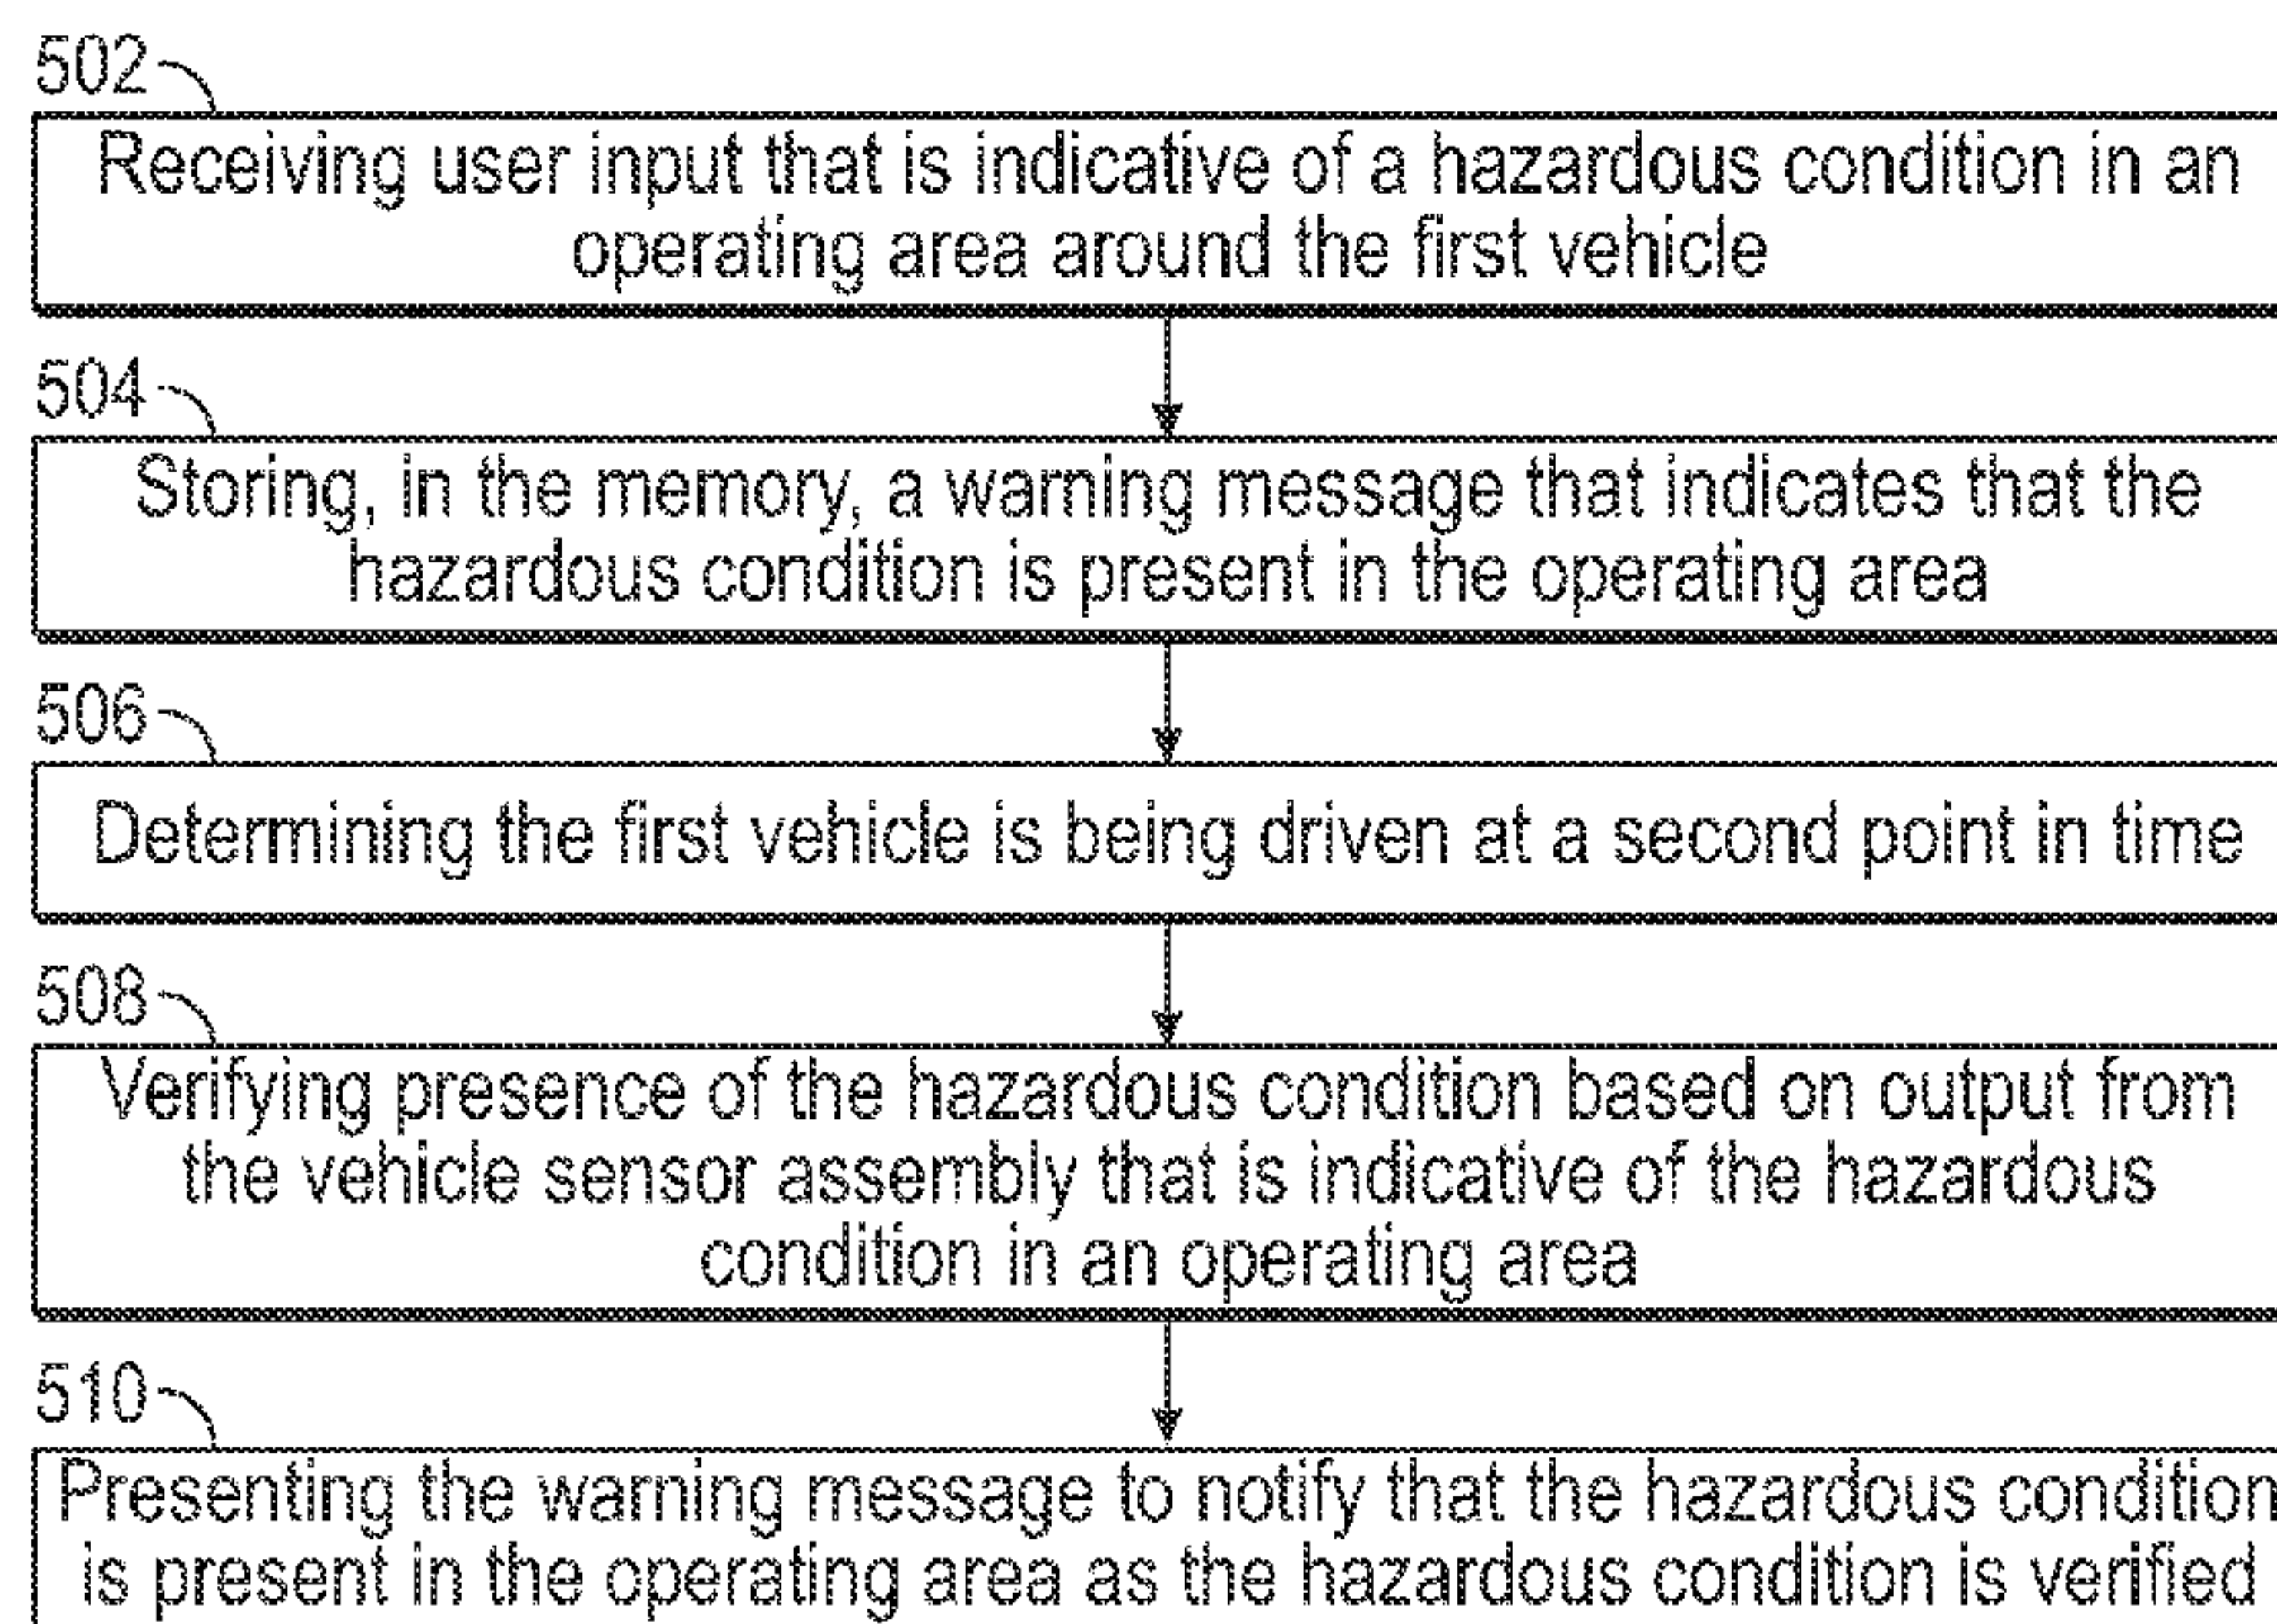 502
Receiving user input that is indicative of a hazardous condition in an
operating area around the first vehicle
504
Storing, in the memory, a warning message that indicates that the
hazardous condition is present in the operating area
506
Determining the first vehicle is being driven at a second point in time
508
Verifying presence of the hazardous condition based on output from
the vehicle sensor assembly that is indicative of the hazardous
condition in an operating area
510
Presenting the warning message to notify that the hazardous condition
is present in the operating area as the hazardous condition is verified